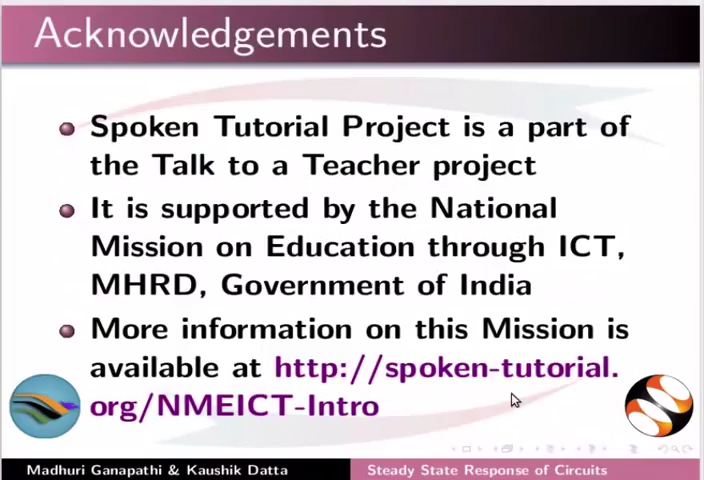 Acknowledgements
Spoken Tutorial Project is a part of
the Talk to a Teacher project
It is supported by the National
Mission on Education through ICT,
MHRD, Government of India
More information on this Mission is
available at http://spoken-tutorial.
org/NMEICT-Intro
Madhuri Ganapathi & Kaushik Datta
Steady State Response of Circuits